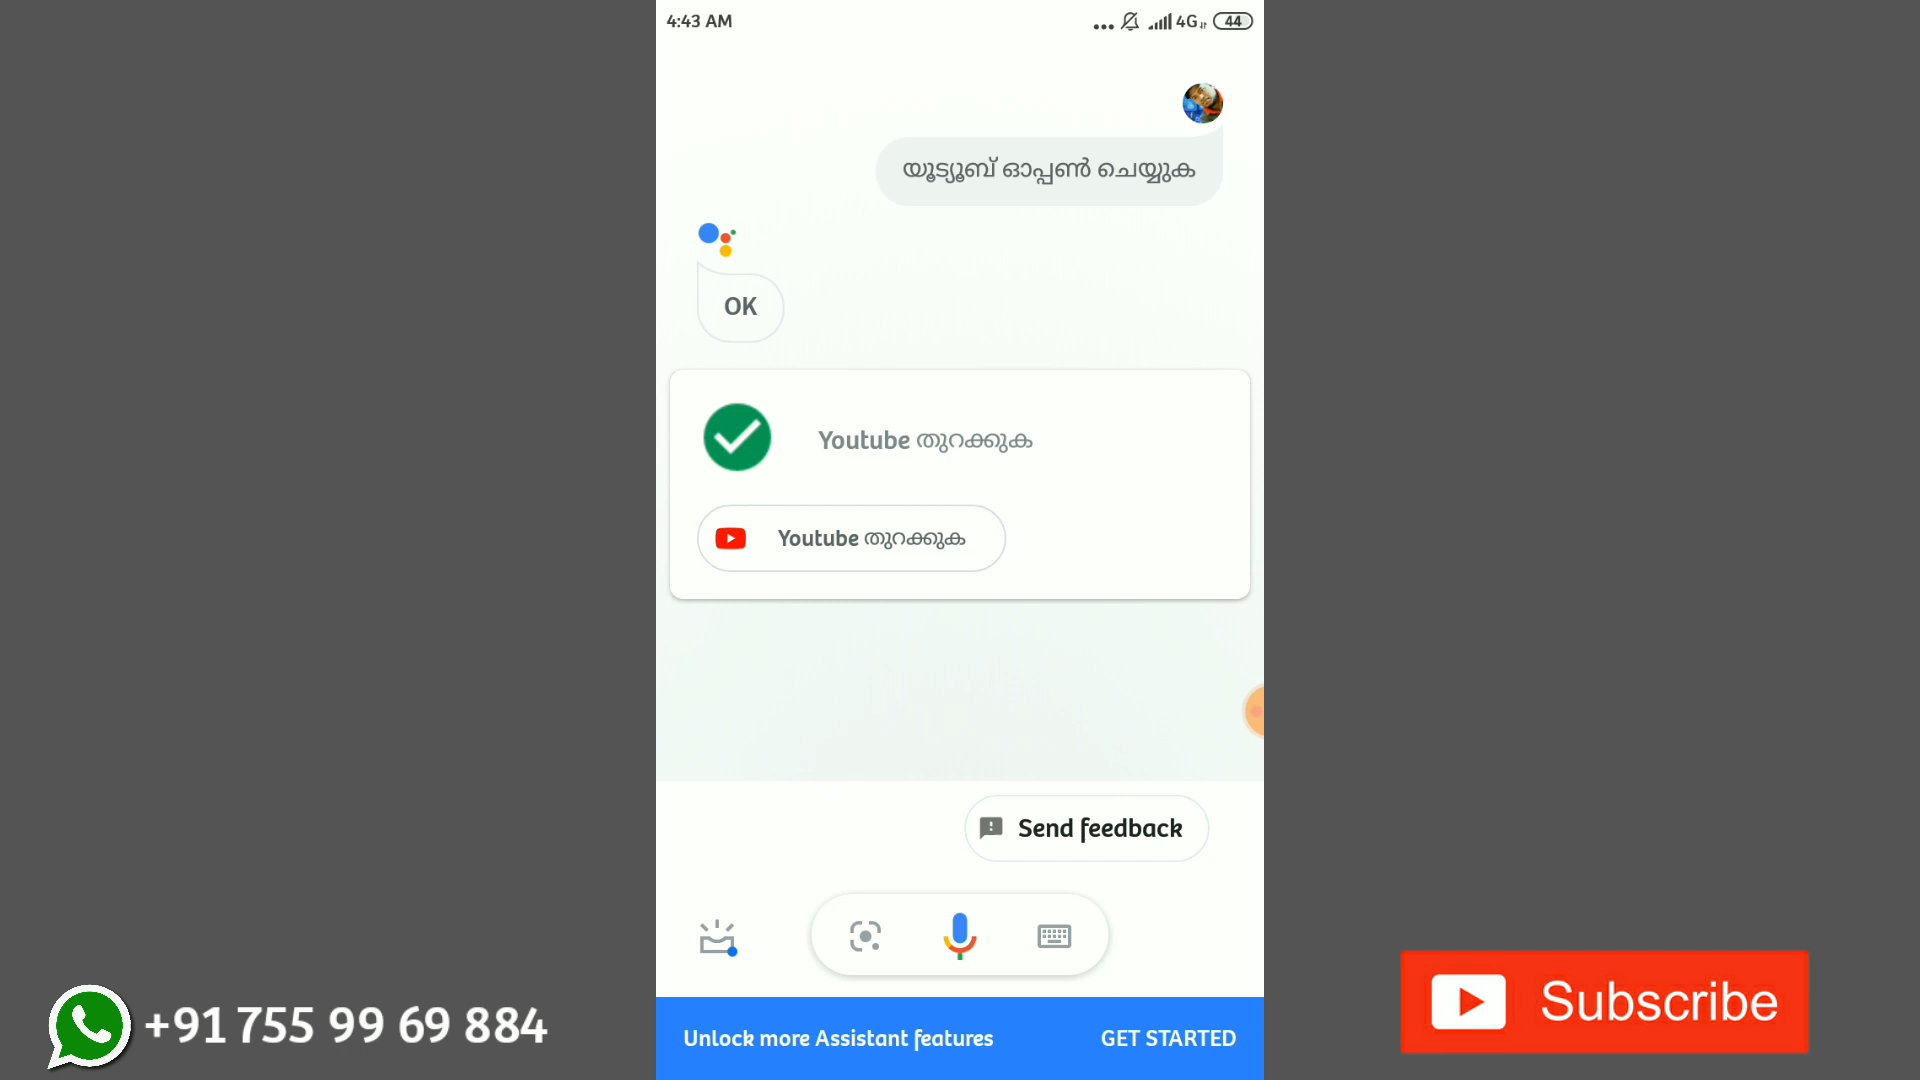 4:43 AM
4G 44
യൂട്യൂബ് ഓപ്പൺ ചെയ്യുക
OK
Youtube തുറക്കുക
Youtube തുറക്കുക
Send feedback
Unlock more Assistant features GET STARTED
+91 755 99 69 884
Subscribe